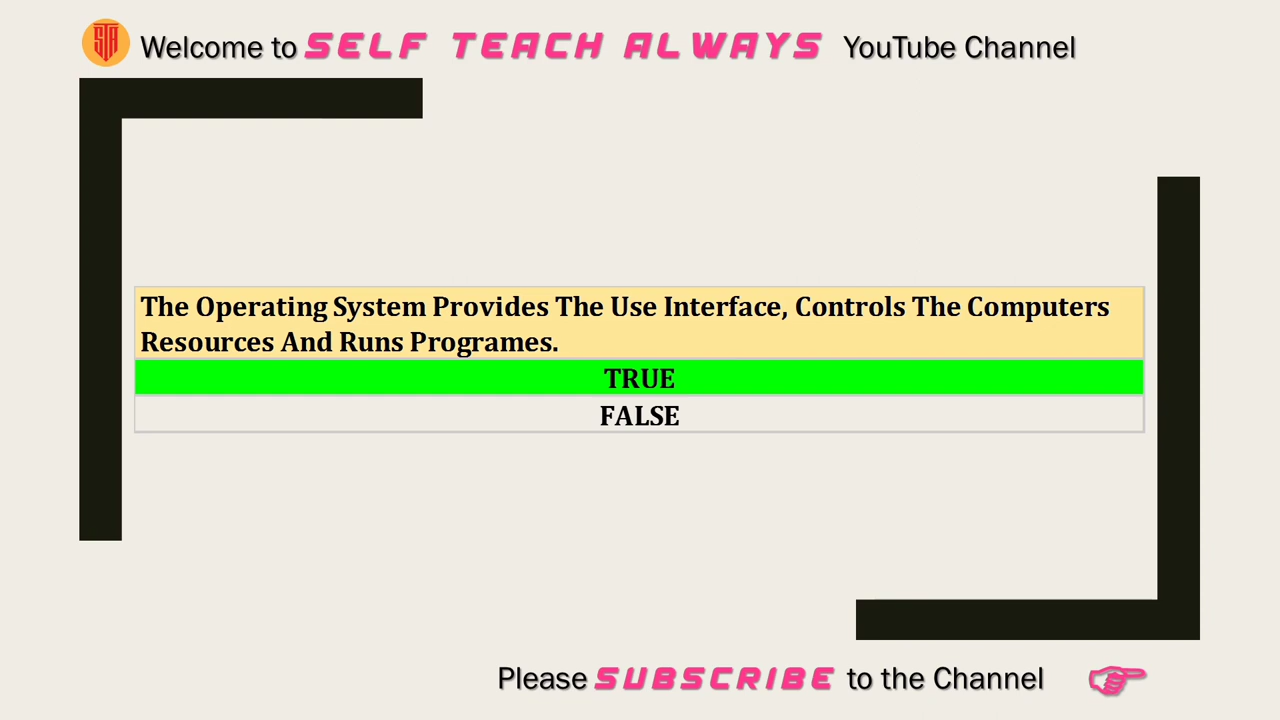 Welcome to SELF TEACH ALWAYS YouTube Channel
The Operating System Provides The Use Interface, Controls The Computers
Resources And Runs Programes.
TRUE
FALSE
Please SUBSCRIBE to the Channel